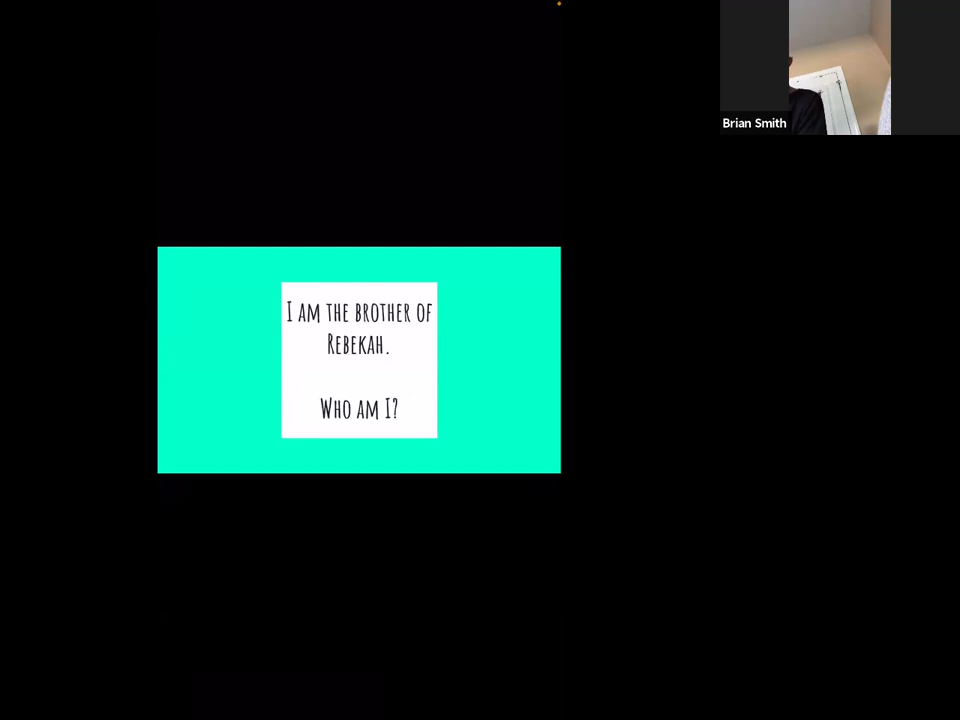 Brian Smith
I am the brother of
Rebekah.
Who am I?